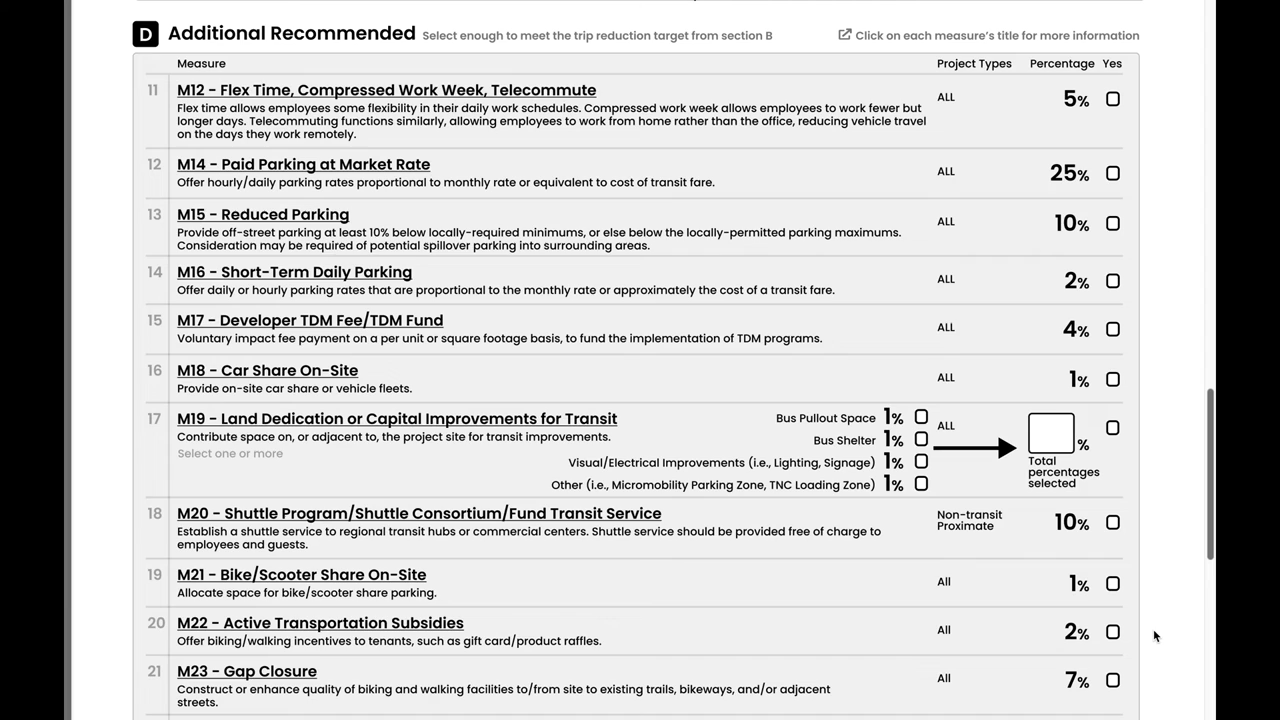 D Additional Recommended Select enough to meet the trip reduction target from section B Click on each measure's title for more information
Measure Project Types Percentage Yes
11 M12 - Flex Time, Compressed Work Week, Telecommute ALL 5%
Flex time allows employees some flexibility in their daily work schedules. Compressed work week allows employees to work fewer but
longer days. Telecommuting functions similarly, allowing employees to work from home rather than the office, reducing vehicle travel
on the days they work remotely.
12 M14 - Paid Parking at Market Rate ALL 25%
Offer hourly/daily parking rates proportional to monthly rate or equivalent to cost of transit fare.
13 M15 - Reduced Parking ALL 10%
Provide off-street parking at least 10% below locally-required minimums, or else below the locally-permitted parking maximums.
Consideration may be required of potential spillover parking into surrounding areas.
14 M16 - Short-Term Daily Parking ALL 2%
Offer daily or hourly parking rates that are proportional to the monthly rate or approximately the cost of a transit fare.
15 M17 - Developer TDM Fee/TDM Fund ALL 4%
Voluntary impact fee payment on a per unit or square footage basis, to fund the implementation of TDM programs.
16 M18 - Car Share On-Site ALL 1%
Provide on-site car share or vehicle fleets.
17 M19 - Land Dedication or Capital Improvements for Transit Bus Pullout Space 1% ALL
Contribute space on, or adjacent to, the project site for transit improvements. Bus Shelter 1% %
Select one or more Visual/Electrical Improvements (i.e., Lighting, Signage) 1% Total
percentages
Other (i.e., Micromobility Parking Zone, TNC Loading Zone) 1% selected
18 M20 - Shuttle Program/Shuttle Consortium/Fund Transit Service Non-transit
Proximate 10%
Establish a shuttle service to regional transit hubs or commercial centers. Shuttle service should be provided free of charge to
employees and guests.
19 M21 - Bike/Scooter Share On-Site All 1%
Allocate space for bike/scooter share parking.
20 M22 - Active Transportation Subsidies All 2%
Offer biking/walking incentives to tenants, such as gift card/product raffles.
21 M23 - Gap Closure All 7%
Construct or enhance quality of biking and walking facilities to/from site to existing trails, bikeways, and/or adjacent
streets.